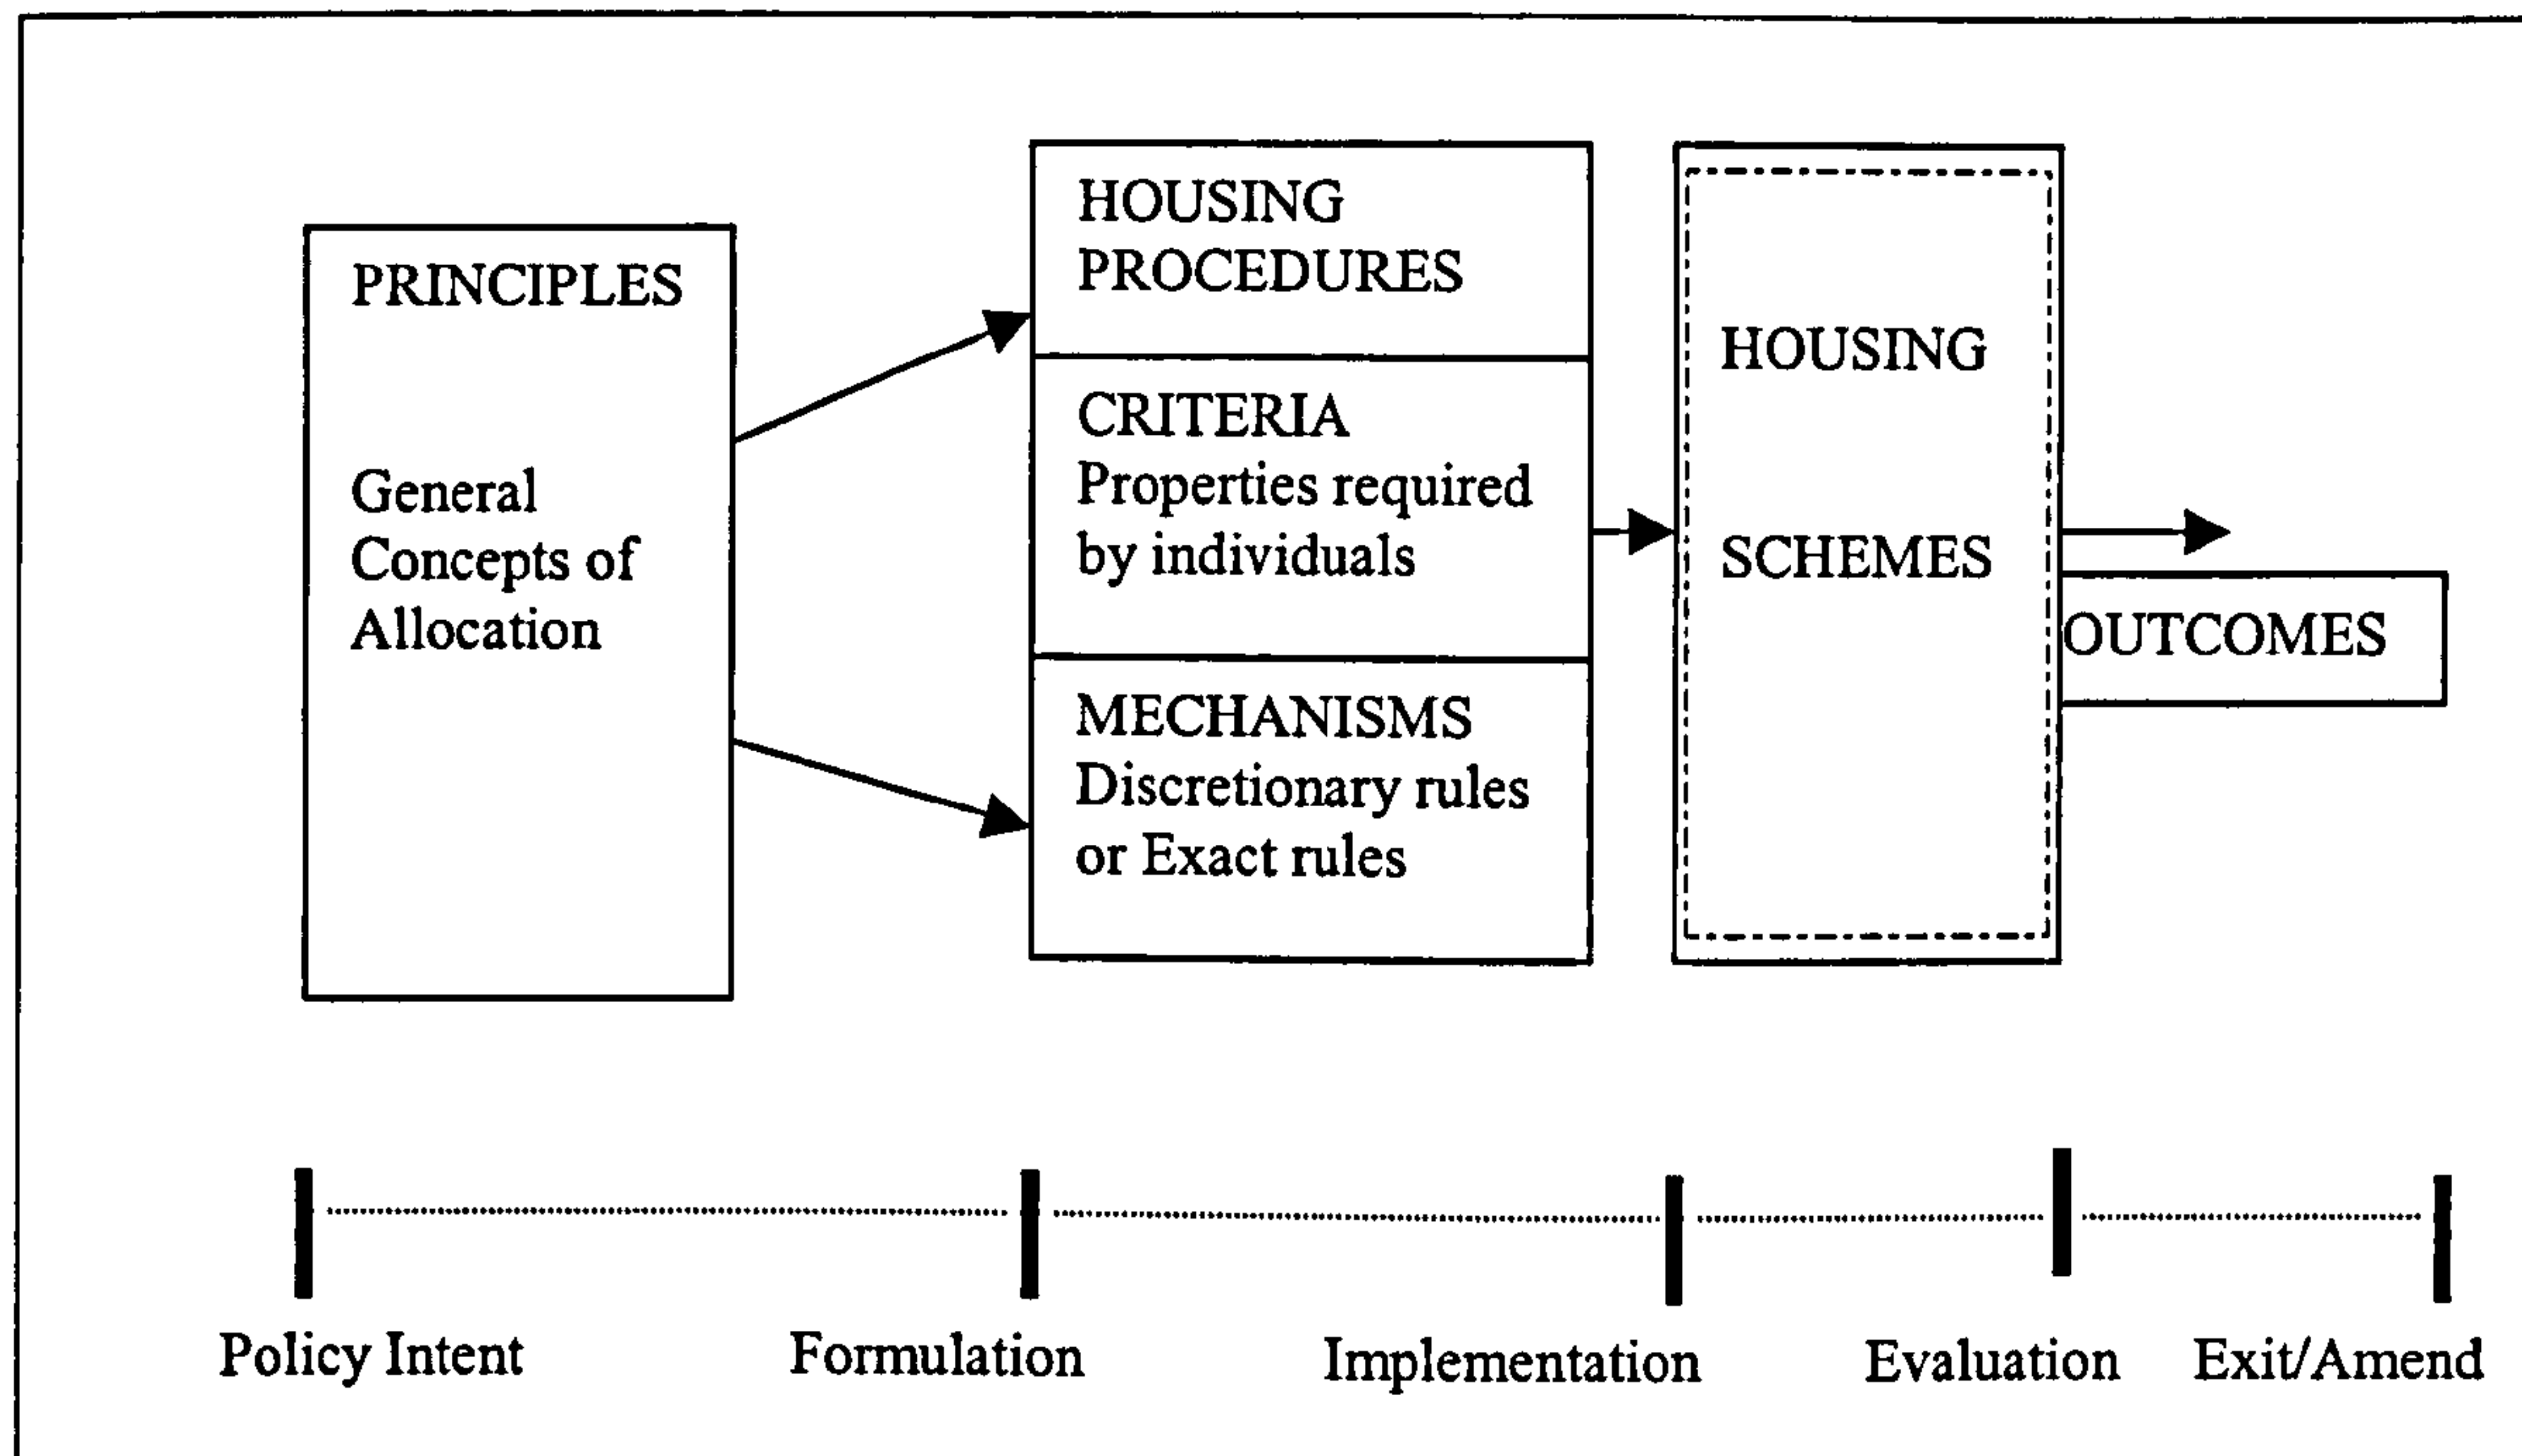 PRINCIPLES
General
Concepts of
Allocation
HOUSING
PROCEDURES
CRITERIA
Properties required
by individuals
MECHANISMS
Discretionary rules
or Exact rules
HOUSING
SCHEMES
OUTCOMES
Policy Intent
Formulation
Implementation
Evaluation
Exit/Amend